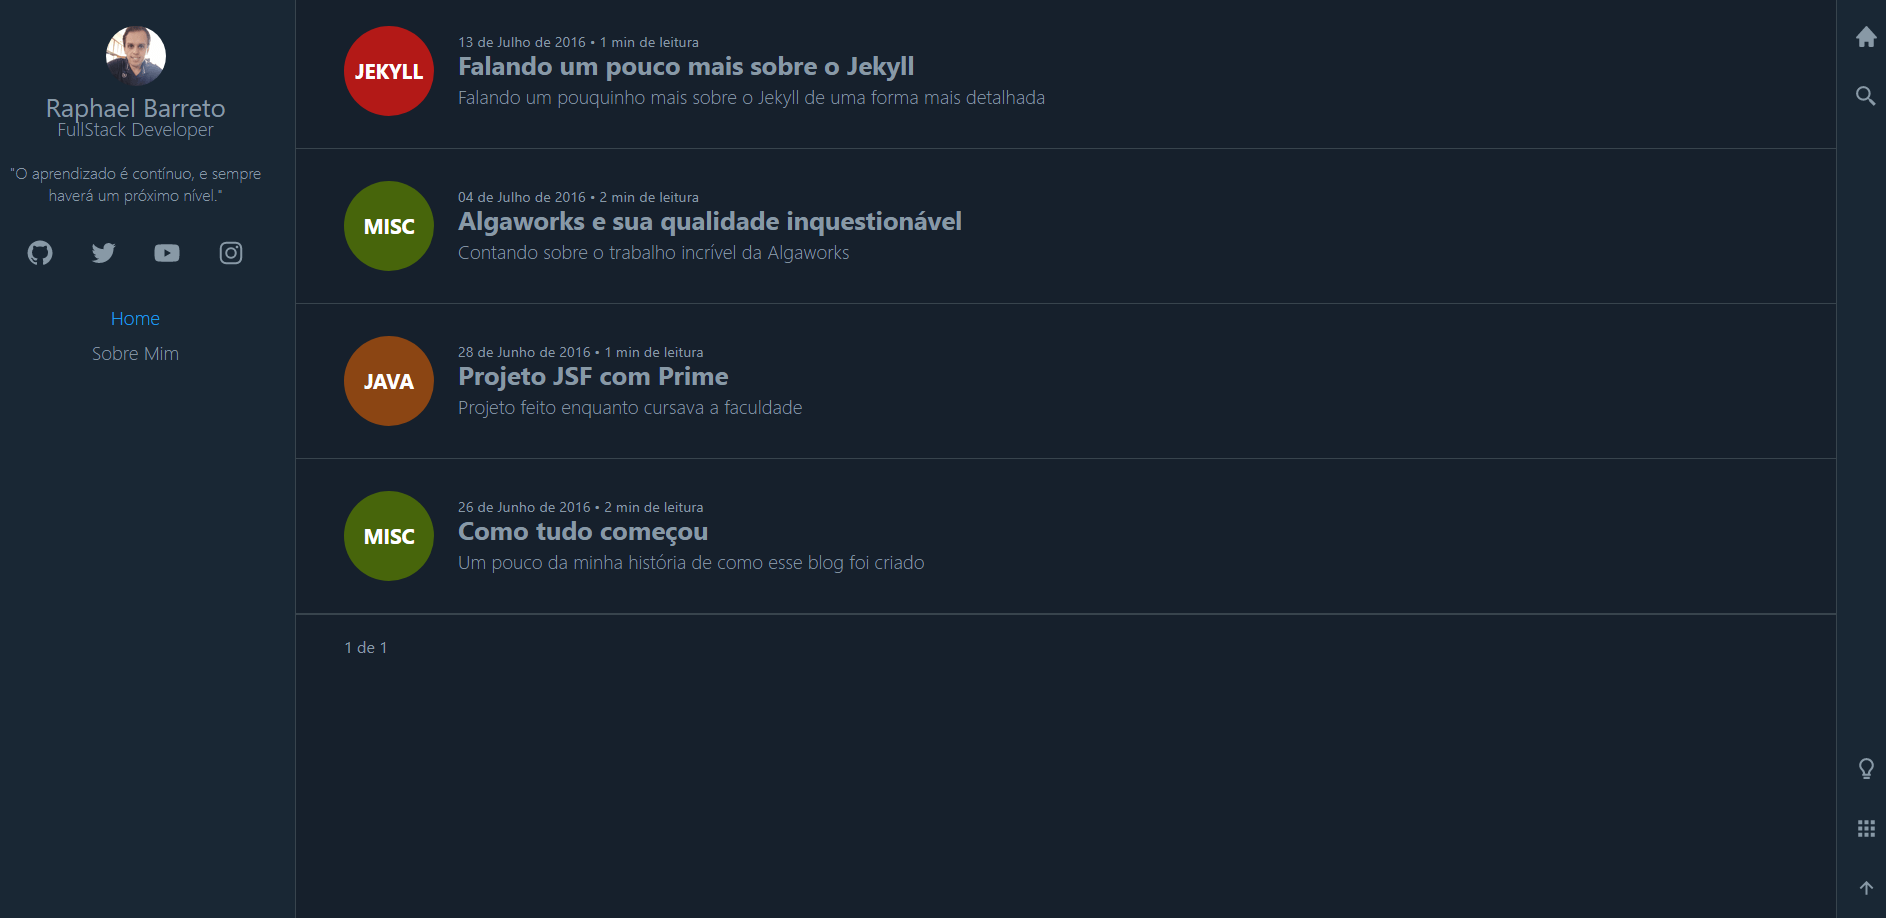 Raphael Barreto
FullStack Developer
"O aprendizado é contínuo, e sempre
haverá um próximo nível."
Home
Sobre Mim
JEKYLL
13 de Julho de 2016 • 1 min de leitura
Falando um pouco mais sobre o Jekyll
Falando um pouquinho mais sobre o Jekyll de uma forma mais detalhada
MISC
04 de Julho de 2016 • 2 min de leitura
Algaworks e sua qualidade inquestionável
Contando sobre o trabalho incrível da Algaworks
JAVA
28 de Junho de 2016 • 1 min de leitura
Projeto JSF com Prime
Projeto feito enquanto cursava a faculdade
MISC
26 de Junho de 2016 • 2 min de leitura
Como tudo começou
Um pouco da minha história de como esse blog foi criado
1 de 1